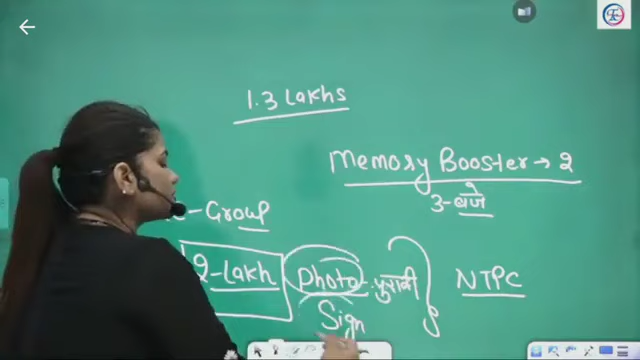 1.3 Lakhs
Memory Booster → 2
3-बजे
-Group
2-Lakh Photo पुरानी NTPC
Sign